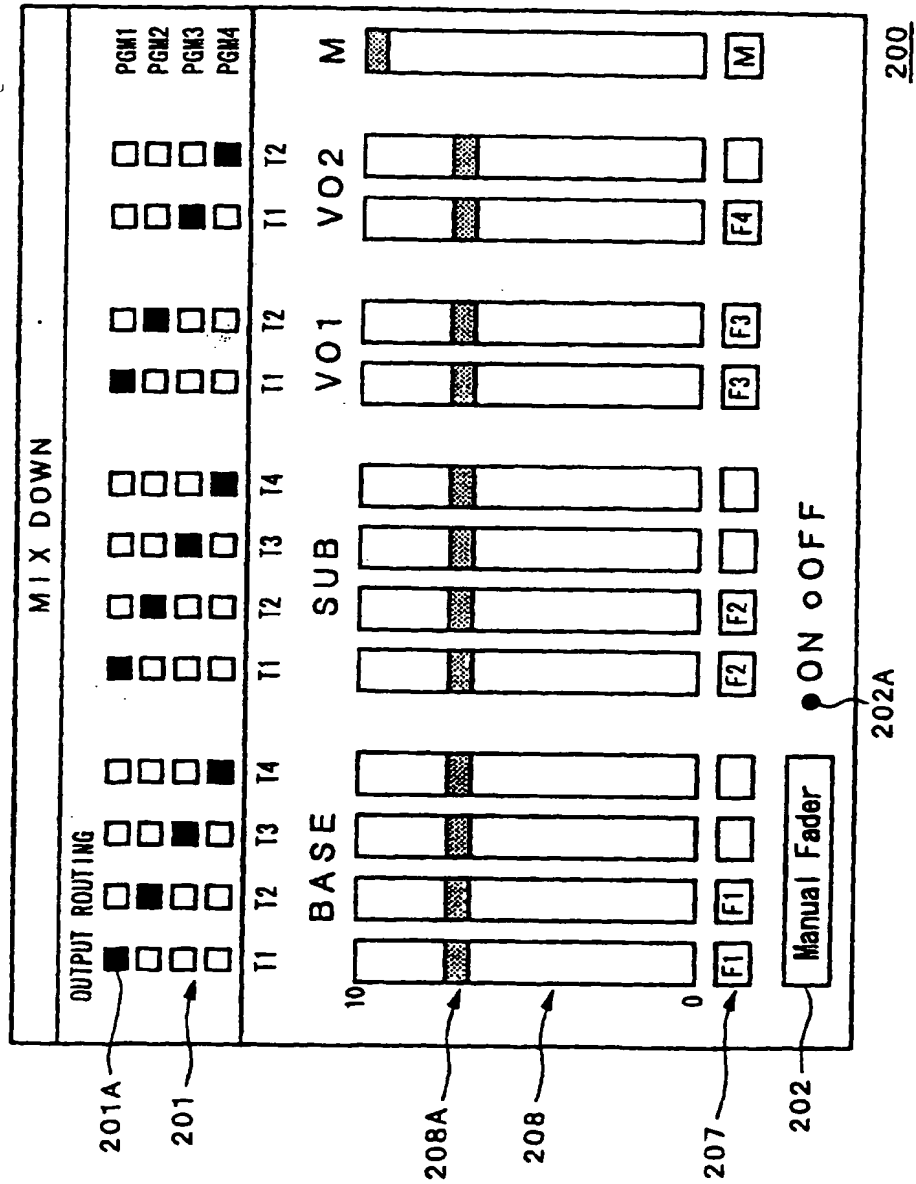 MIX DOWN
OUTPUT ROUTING
PGM1
PGM2
PGM3
PGM4
T1 T2 T3 T4 T1 T2 T3 T4 T1 T2 T1 T2
BASE SUB VO1 VO2 M
10
0
F1 F1 F2 F2 F3 F3 F4 M
Manual Fader ON OFF
201A
201
208A
208
207
202
202A
200